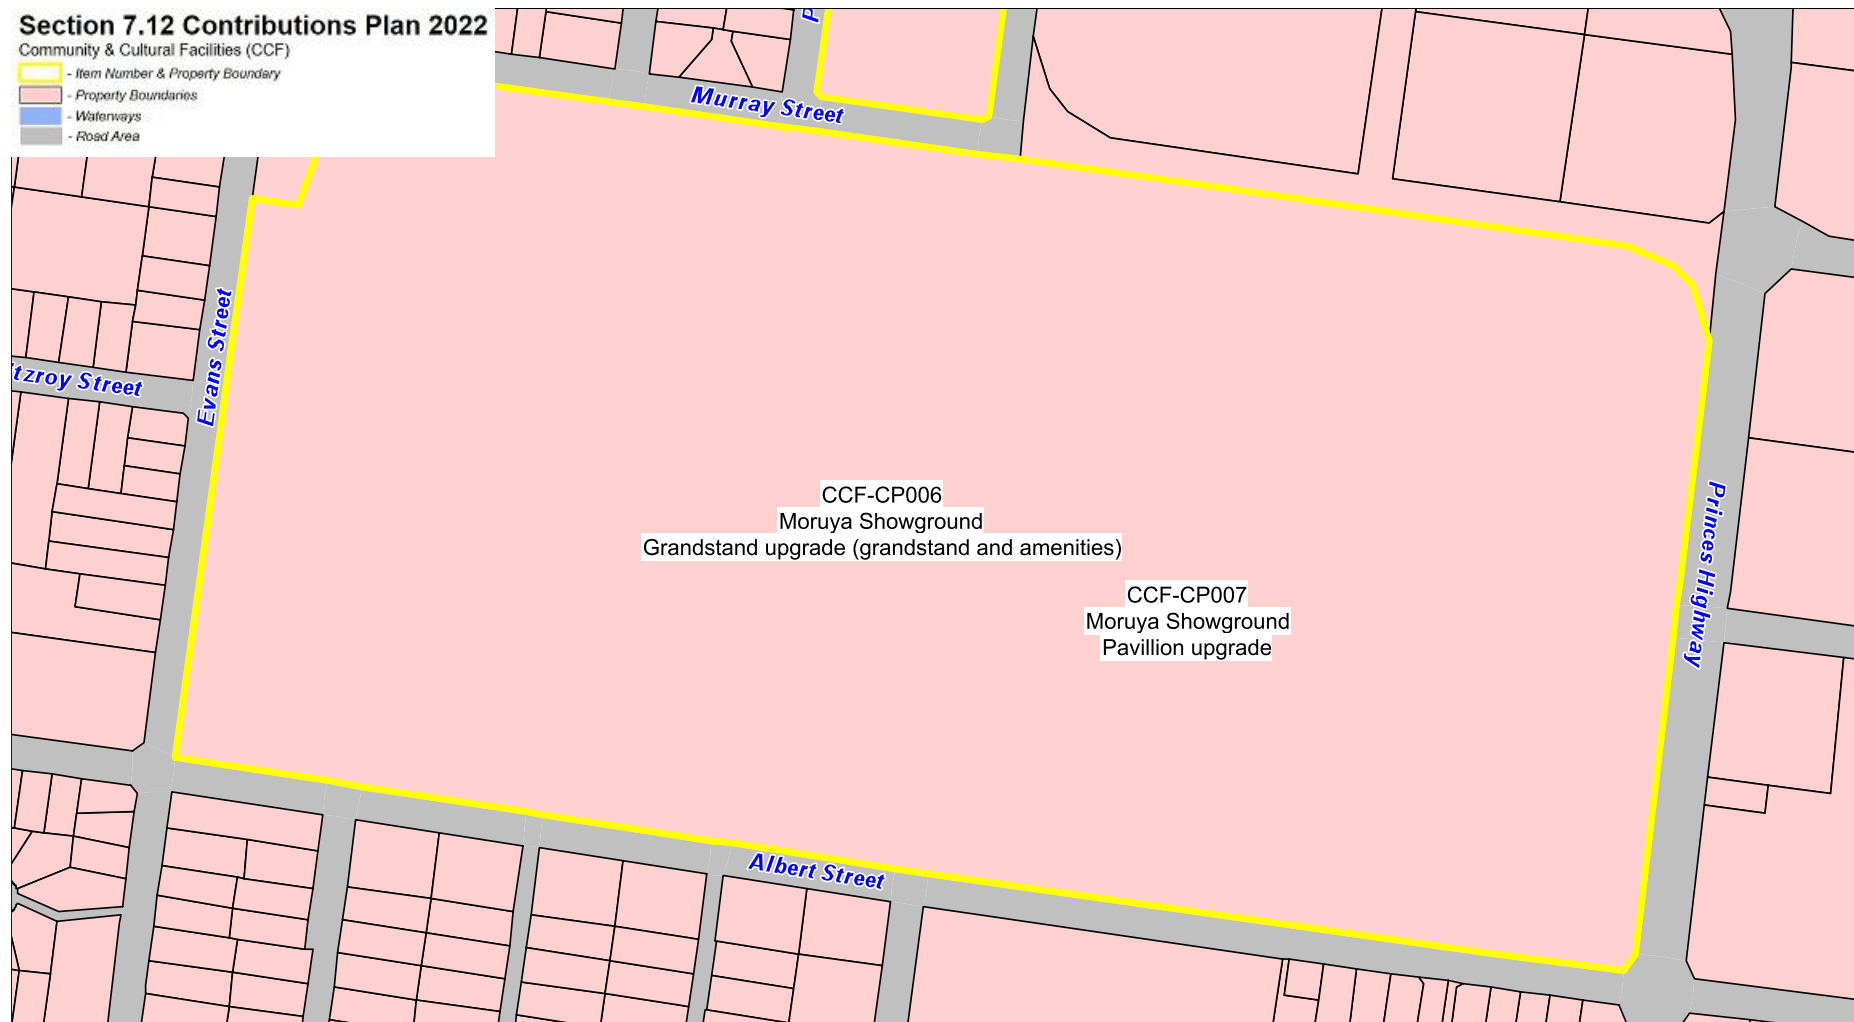 Section 7.12 Contributions Plan 2022
Community & Cultural Facilities (CCF)
- Item Number & Property Boundary
- Property Boundaries
- Waterways
- Road Area
P
Murray Street
Evans Street
itzroy Street
CCF-CP006
Moruya Showground
Grandstand upgrade (grandstand and amenities)
CCF-CP007
Moruya Showground
Pavillion upgrade
Princes Highway
Albert Street